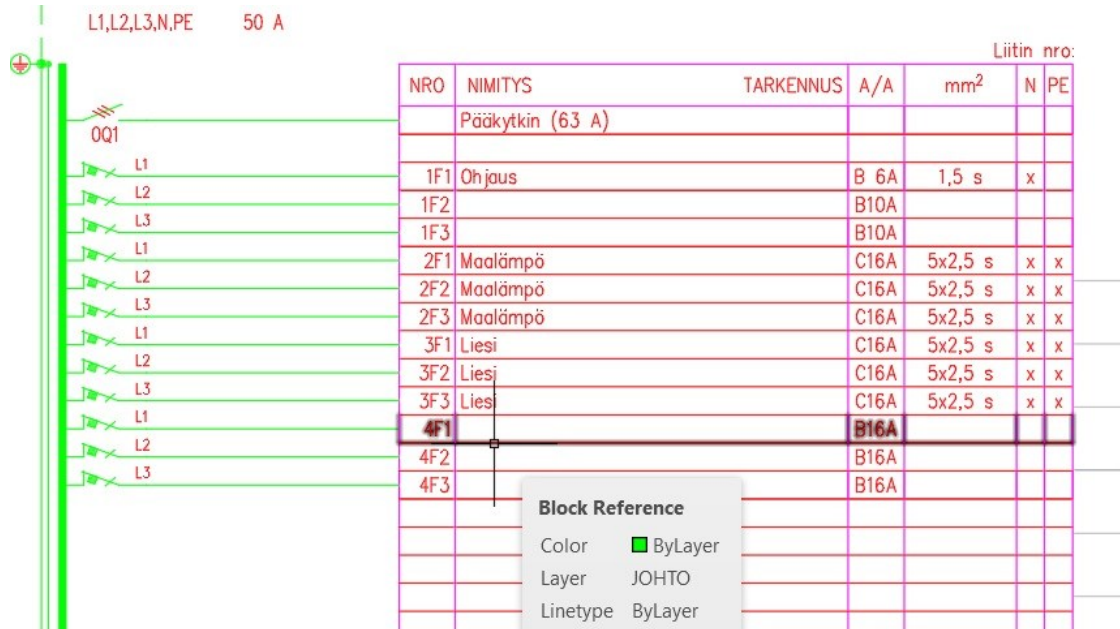 L1,L2,L3,N,PE 50 A
Liitin nro:
NRO NIMITYS TARKENNUS A/A mm² N PE
Pääkytkin (63 A)
0Q1
L1 1F1 Ohjaus B 6A 1,5 s x
L2 1F2 B10A
L3 1F3 B10A
L1 2F1 Maalämpö C16A 5x2,5 s x x
L2 2F2 Maalämpö C16A 5x2,5 s x x
L3 2F3 Maalämpö C16A 5x2,5 s x x
L1 3F1 Liesi C16A 5x2,5 s x x
L2 3F2 Liesi C16A 5x2,5 s x x
L3 3F3 Liesi C16A 5x2,5 s x x
L1 4F1 B16A
L2 4F2 B16A
L3 4F3 B16A
Block Reference
Color ByLayer
Layer JOHTO
Linetype ByLayer